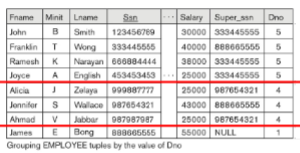 Fname Minit Lname Ssn ··· Salary Super_ssn Dno
John B Smith 123456789 30000 333445555 5
Franklin T Wong 333445555 40000 888665555 5
Ramesh K Narayan 666884444 38000 333445555 5
Joyce A English 453453453 ··· 25000 333445555 5
Alicia J Zelaya 999887777 25000 987654321 4
Jennifer S Wallace 987654321 43000 888665555 4
Ahmad V Jabbar 987987987 25000 987654321 4
James E Bong 888665555 55000 NULL 1
Grouping EMPLOYEE tuples by the value of Dno